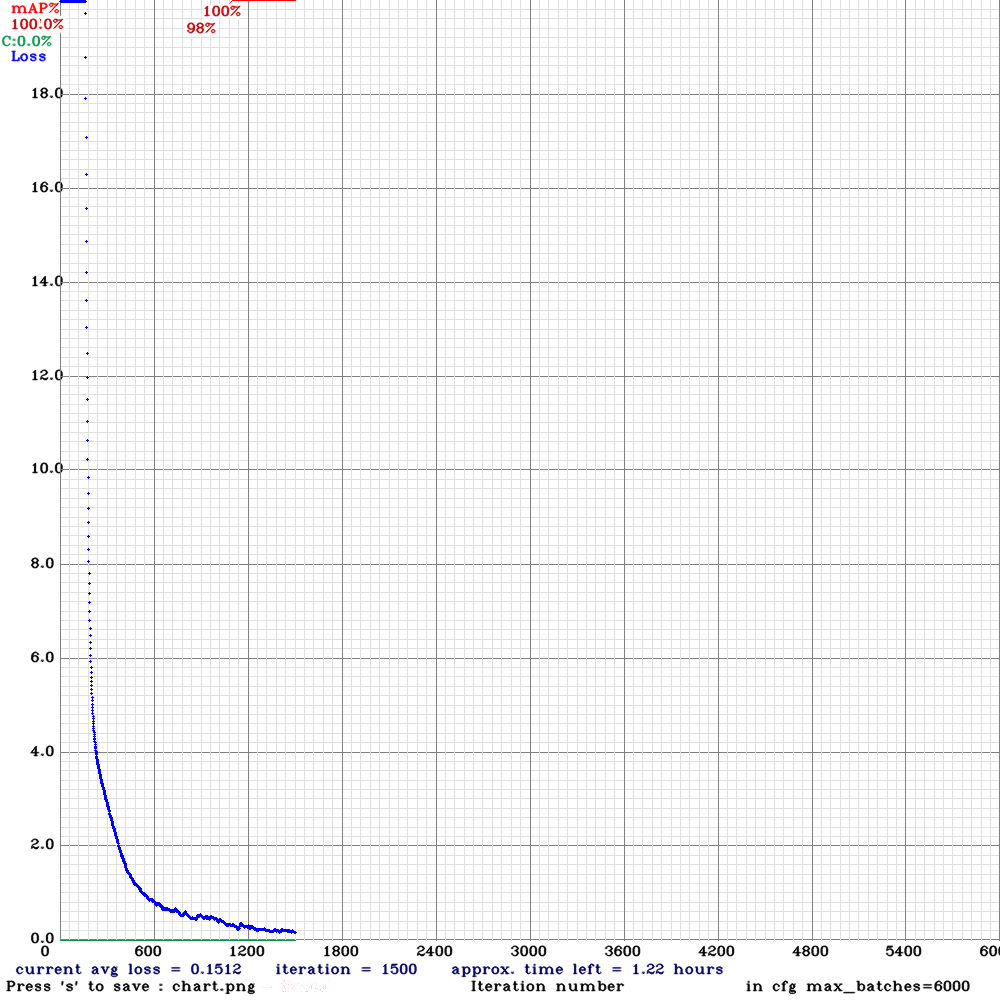 mAP% 100%
100.0% 98%
C:0.0%
Loss
18.0
16.0
14.0
12.0
10.0
8.0
6.0
4.0
2.0
0.0
0 600 1200 1800 2400 3000 3600 4200 4800 5400
current avg loss = 0.1512 iteration = 1500 approx. time left = 1.22 hours
Press 's' to save : chart.png Iteration number in cfg max_batches=6000